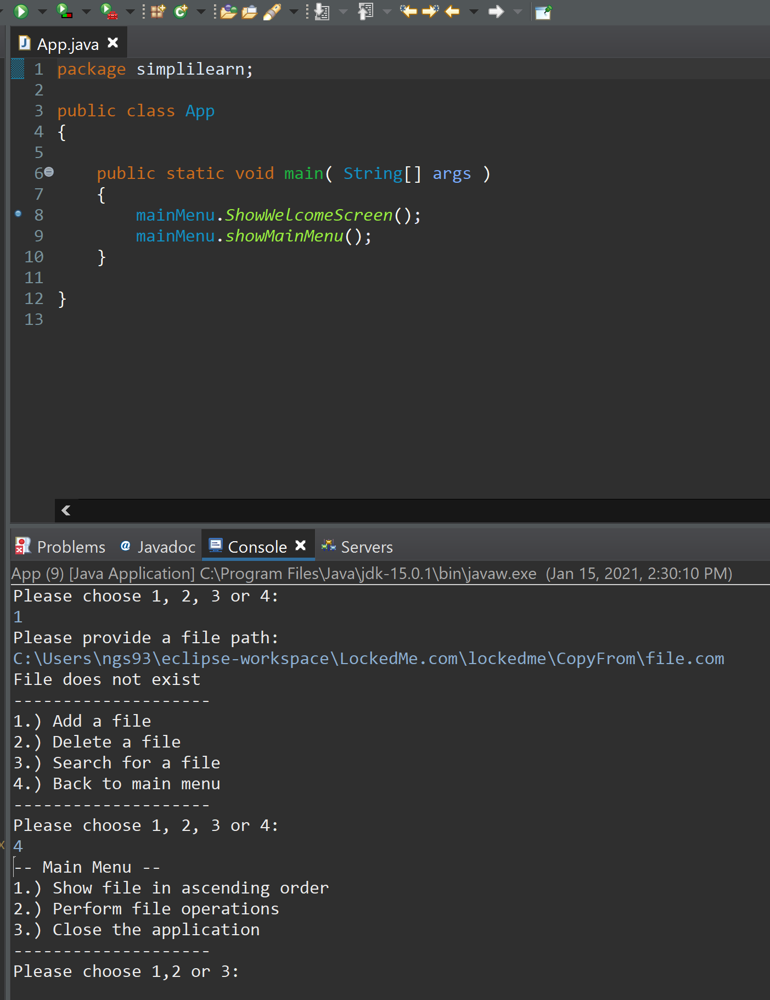 App.java
1 package simplilearn;
2
3 public class App
4 {
5
6 public static void main( String[] args )
7 {
8 mainMenu.ShowWelcomeScreen();
9 mainMenu.showMainMenu();
10 }
11
12 }
13
Problems @ Javadoc Console Servers
App (9) [Java Application] C:\Program Files\Java\jdk-15.0.1\bin\javaw.exe (Jan 15, 2021, 2:30:10 PM)
Please choose 1, 2, 3 or 4:
1
Please provide a file path:
C:\Users\ngs93\eclipse-workspace\LockedMe.com\lockedme\CopyFrom\file.com
File does not exist
--------------------
1.) Add a file
2.) Delete a file
3.) Search for a file
4.) Back to main menu
--------------------
Please choose 1, 2, 3 or 4:
4
-- Main Menu --
1.) Show file in ascending order
2.) Perform file operations
3.) Close the application
--------------------
Please choose 1,2 or 3: